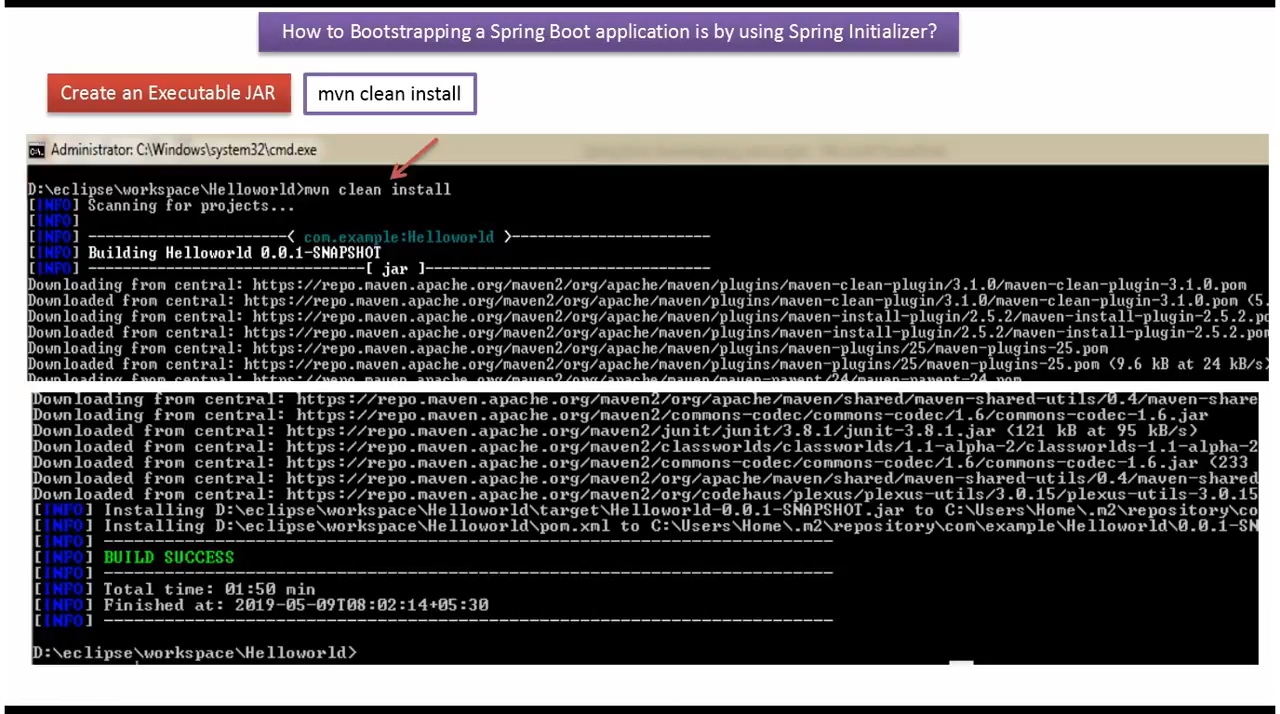 How to Bootstrapping a Spring Boot application is by using Spring Initializer?
Create an Executable JAR
mvn clean install
Administrator: C:\Windows\system32\cmd.exe
D:\eclipse\workspace\Helloworld>mvn clean install
[INFO] Scanning for projects...
[INFO]
[INFO] -----------------------< com.example:Helloworld >-----------------------
[INFO] Building Helloworld 0.0.1-SNAPSHOT
[INFO] --------------------------------[ jar ]---------------------------------
Downloading from central: https://repo.maven.apache.org/maven2/org/apache/maven/plugins/maven-clean-plugin/3.1.0/maven-clean-plugin-3.1.0.pom
Downloaded from central: https://repo.maven.apache.org/maven2/org/apache/maven/plugins/maven-clean-plugin/3.1.0/maven-clean-plugin-3.1.0.pom (5.
Downloading from central: https://repo.maven.apache.org/maven2/org/apache/maven/plugins/maven-install-plugin/2.5.2/maven-install-plugin-2.5.2.po
Downloaded from central: https://repo.maven.apache.org/maven2/org/apache/maven/plugins/maven-install-plugin/2.5.2/maven-install-plugin-2.5.2.pom
Downloading from central: https://repo.maven.apache.org/maven2/org/apache/maven/plugins/maven-plugins/25/maven-plugins-25.pom
Downloaded from central: https://repo.maven.apache.org/maven2/org/apache/maven/plugins/maven-plugins/25/maven-plugins-25.pom (9.6 kB at 24 kB/s)
Downloading from central: https://repo.maven.apache.org/maven2/org/apache/maven/maven-parent/24/maven-parent-24.pom
Downloading from central: https://repo.maven.apache.org/maven2/org/apache/maven/shared/maven-shared-utils/0.4/maven-share
Downloading from central: https://repo.maven.apache.org/maven2/commons-codec/commons-codec/1.6/commons-codec-1.6.jar
Downloaded from central: https://repo.maven.apache.org/maven2/junit/junit/3.8.1/junit-3.8.1.jar (121 kB at 95 kB/s)
Downloaded from central: https://repo.maven.apache.org/maven2/classworlds/classworlds/1.1-alpha-2/classworlds-1.1-alpha-2
Downloaded from central: https://repo.maven.apache.org/maven2/commons-codec/commons-codec/1.6/commons-codec-1.6.jar (233
Downloaded from central: https://repo.maven.apache.org/maven2/org/apache/maven/shared/maven-shared-utils/0.4/maven-shared
Downloaded from central: https://repo.maven.apache.org/maven2/org/codehaus/plexus/plexus-utils/3.0.15/plexus-utils-3.0.15
[INFO] Installing D:\eclipse\workspace\Helloworld\target\Helloworld-0.0.1-SNAPSHOT.jar to C:\Users\Home\.m2\repository\co
[INFO] Installing D:\eclipse\workspace\Helloworld\pom.xml to C:\Users\Home\.m2\repository\com\example\Helloworld\0.0.1-SN
[INFO] ------------------------------------------------------------------------
[INFO] BUILD SUCCESS
[INFO] ------------------------------------------------------------------------
[INFO] Total time: 01:50 min
[INFO] Finished at: 2019-05-09T08:02:14+05:30
[INFO] ------------------------------------------------------------------------
D:\eclipse\workspace\Helloworld>